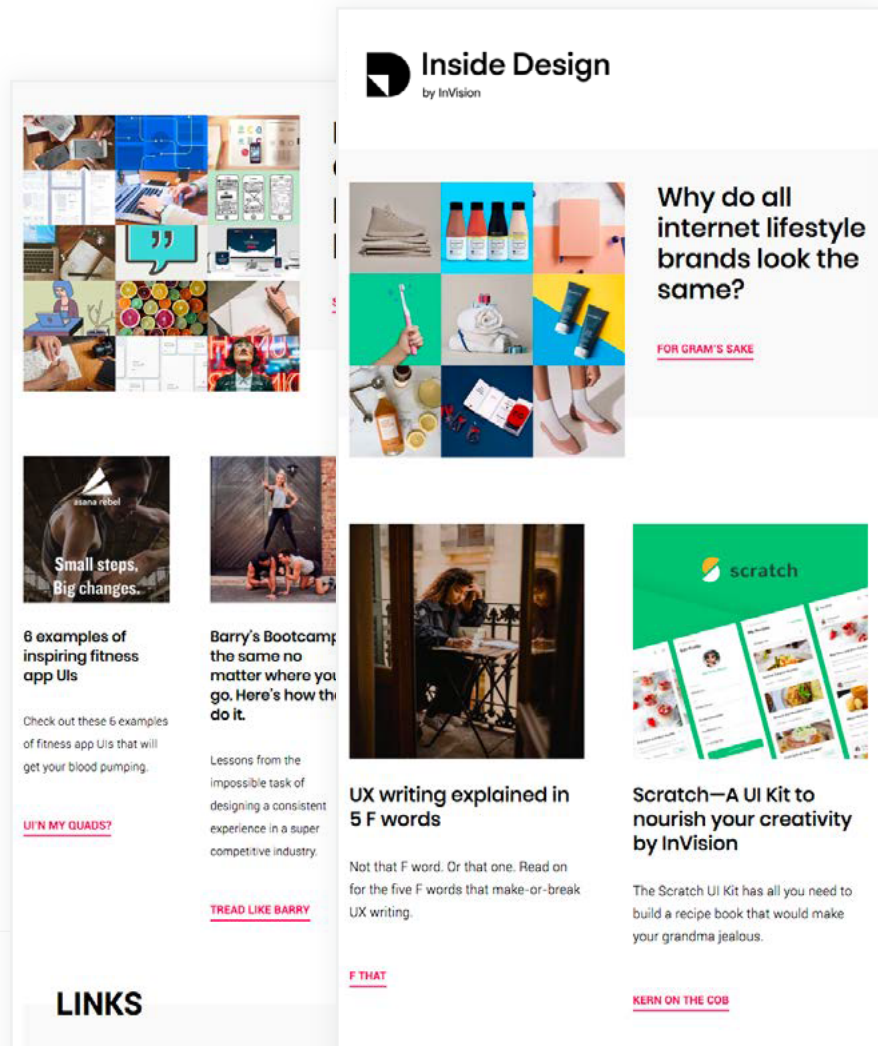 Inside Design
by InVision
Why do all
internet lifestyle
brands look the
same?
FOR GRAM'S SAKE
asana rebel
Small steps,
Big changes.
6 examples of
inspiring fitness
app UIs
Check out these 6 examples
of fitness app UIs that will
get your blood pumping.
UI'N MY QUADS?
Barry's Bootcamp
the same no
matter where you
go. Here's how the
do it.
Lessons from the
impossible task of
designing a consistent
experience in a super
competitive industry.
TREAD LIKE BARRY
LINKS
UX writing explained in
5 F words
Not that F word. Or that one. Read on
for the five F words that make-or-break
UX writing.
F THAT
scratch
Scratch—A UI Kit to
nourish your creativity
by InVision
The Scratch UI Kit has all you need to
build a recipe book that would make
your grandma jealous.
KERN ON THE COB